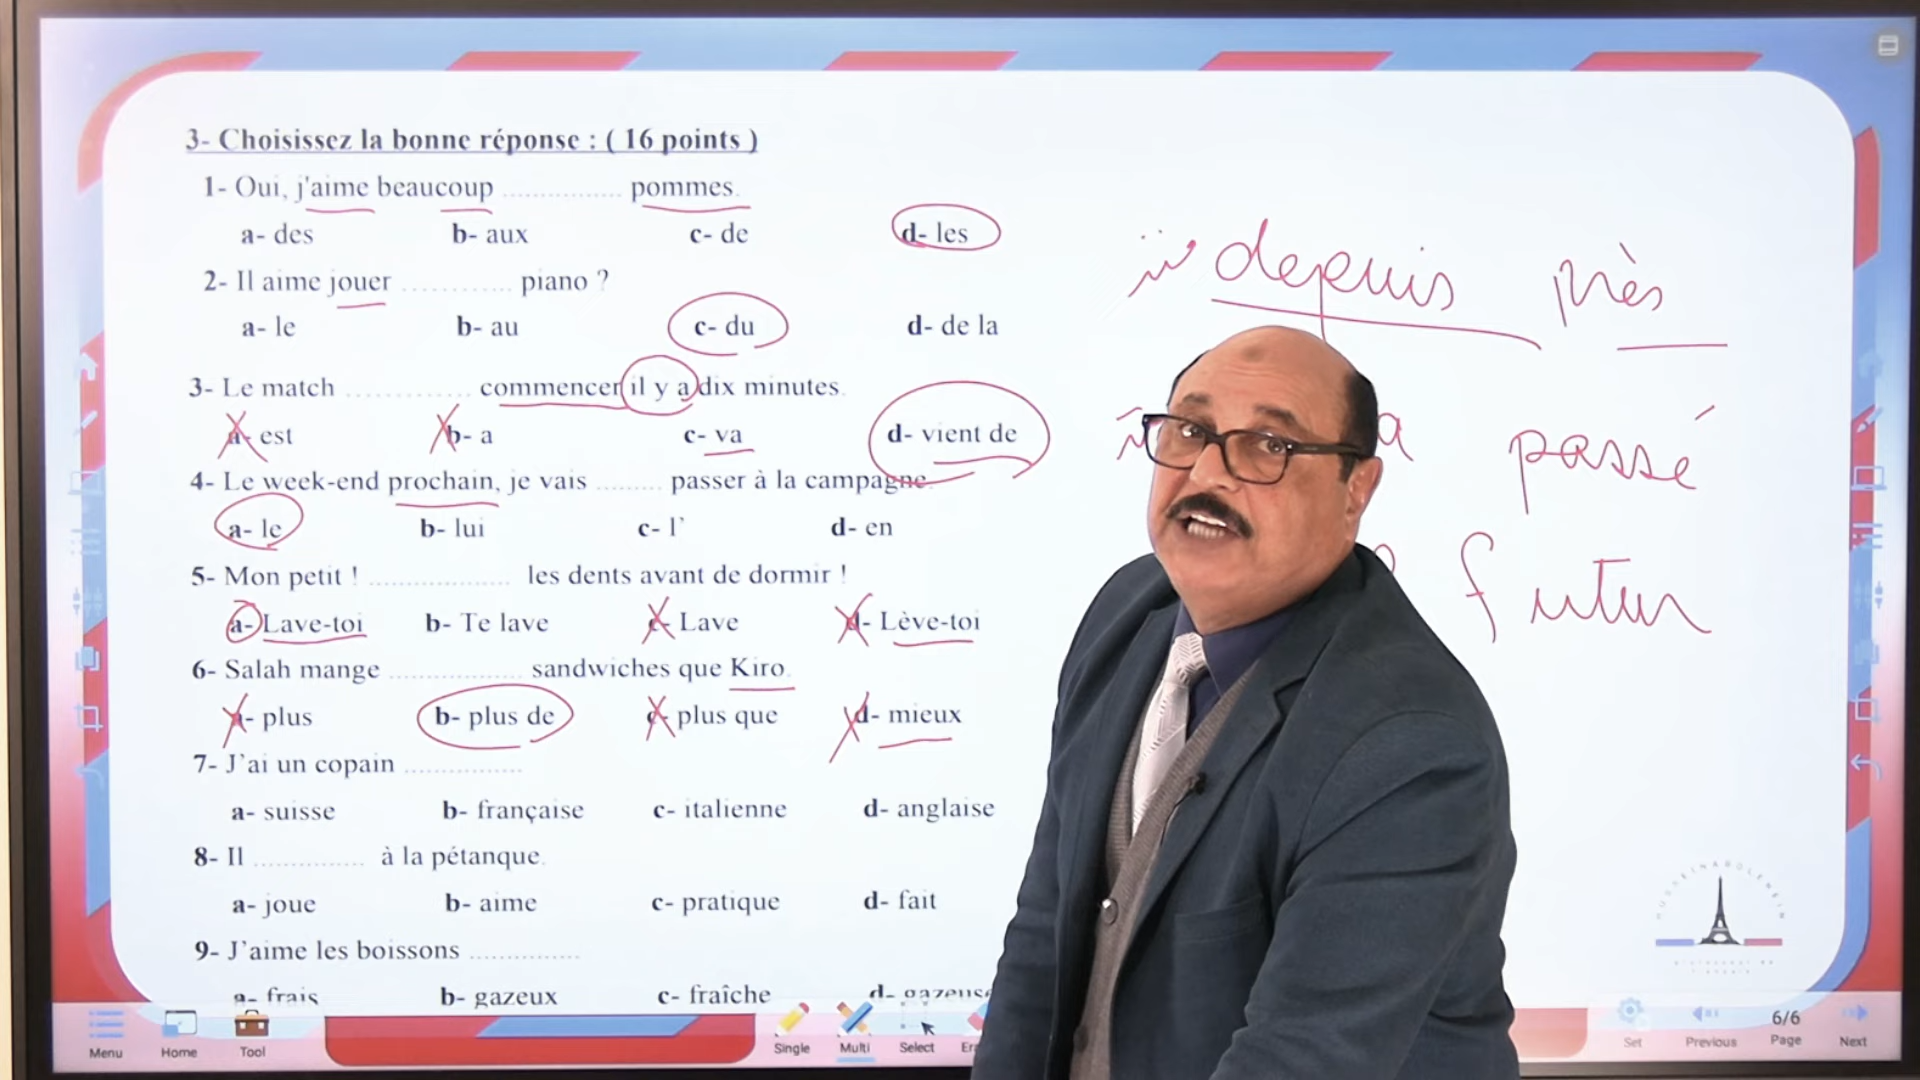 3- Choisissez la bonne réponse : ( 16 points )
1- Oui, j'aime beaucoup .............. pommes.
a- des b- aux c- de d- les
2- Il aime jouer ............. piano ?
a- le b- au c- du d- de la
3- Le match .............. commencer il y a dix minutes.
a- est b- a c- va d- vient de
4- Le week-end prochain, je vais ........ passer à la campagne.
a- le b- lui c- l' d- en
5- Mon petit ! ................ les dents avant de dormir !
a- Lave-toi b- Te lave c- Lave d- Lève-toi
6- Salah mange ............... sandwiches que Kiro.
a- plus b- plus de c- plus que d- mieux
7- J'ai un copain .............
a- suisse b- française c- italienne d- anglaise
8- Il ............. à la pétanque.
a- joue b- aime c- pratique d- fait
9- J'aime les boissons .............
a- frais b- gazeux c- fraîche d- gazeuse
depuis près
a passé
futur
HUSSEIN ABOLENEIN
Menu Home Tool Single Multi Select Set Previous 6/6 Page Next